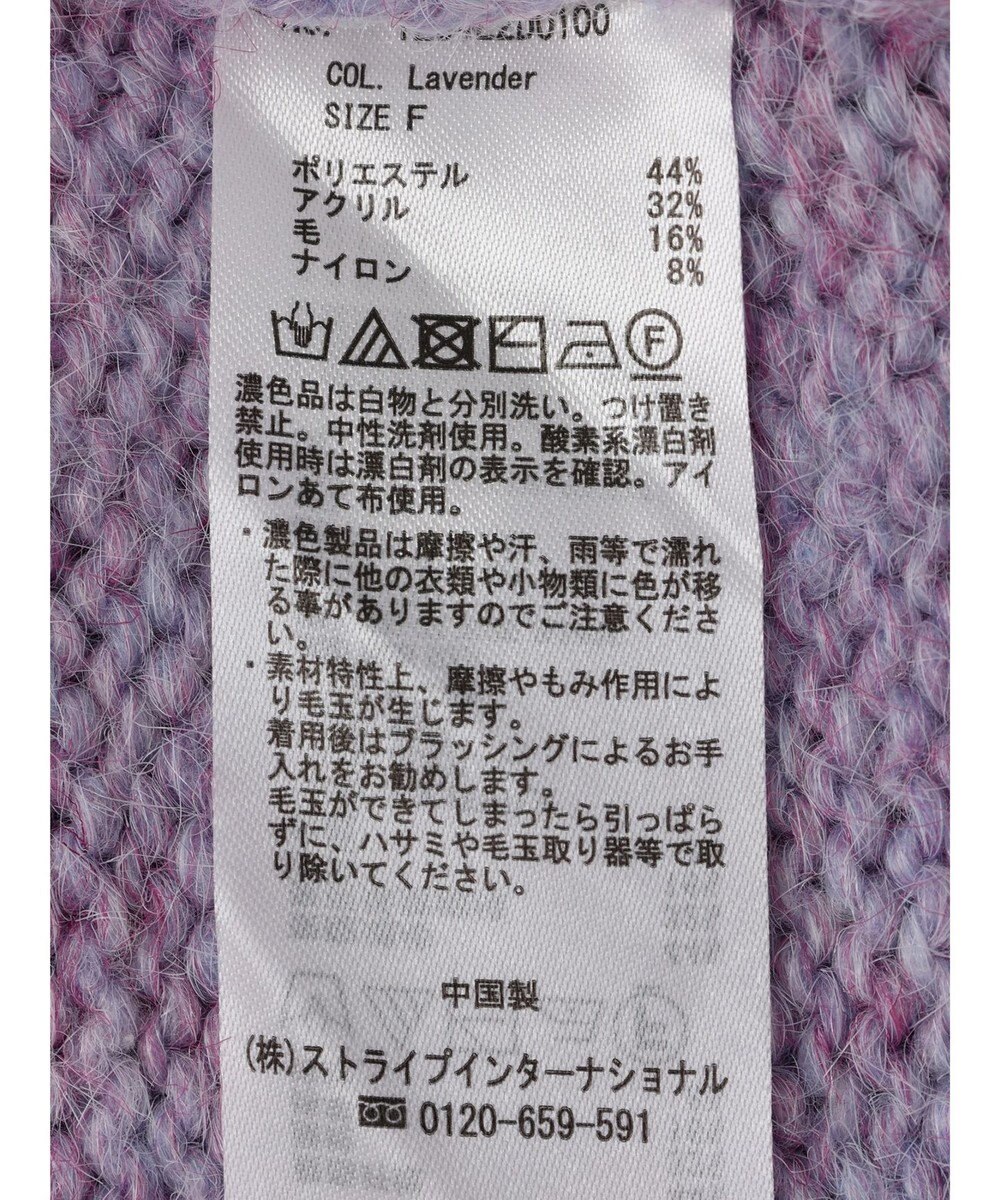 COL. Lavender
SIZE F
ポリエステル 44%
アクリル 32%
毛 16%
ナイロン 8%
F
濃色品は白物と分別洗い。つけ置き
禁止。中性洗剤使用。酸素系漂白剤
使用時は漂白剤の表示を確認。アイ
ロンあて布使用。
・濃色製品は摩擦や汗、雨等で濡れ
た際に他の衣類や小物類に色が移
る事がありますのでご注意くださ
い。
・素材特性上、摩擦やもみ作用によ
り毛玉が生じます。
着用後はブラッシングによるお手
入れをお勧めします。
毛玉ができてしまったら引っぱら
ずに、ハサミや毛玉取り器等で取
り除いてください。
中国製
(株)ストライプインターナショナル
0120-659-591